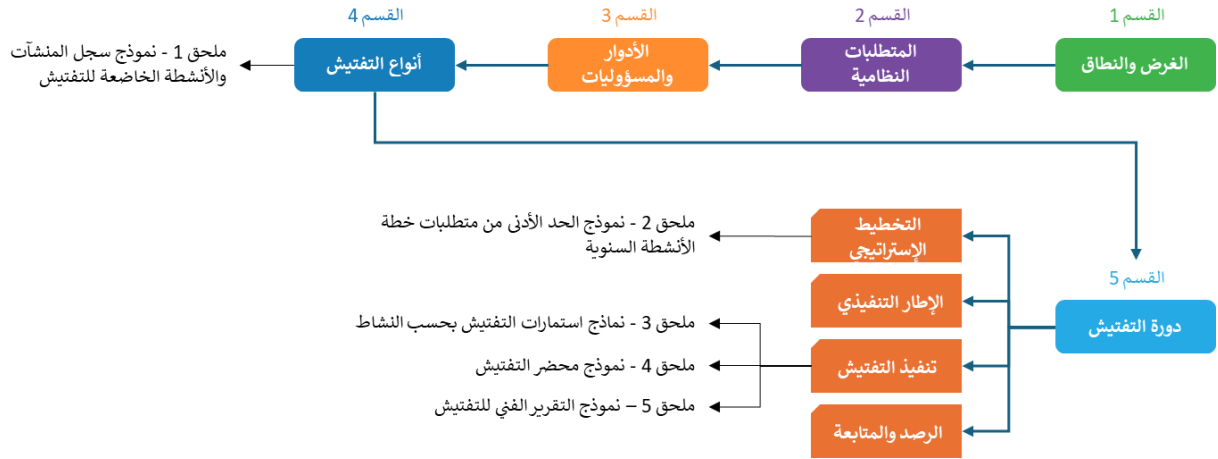 القسم 1
الغرض والنطاق
القسم 2
المتطلبات
النظامية
القسم 3
الأدوار
والمسؤوليات
القسم 4
أنواع التفتيش
ملحق 1 - نموذج سجل المنشآت
والأنشطة الخاضعة للتفتيش
القسم 5
دورة التفتيش
التخطيط
الإستراتيجي
ملحق 2 - نموذج الحد الأدنى من متطلبات خطة
الأنشطة السنوية
الإطار التنفيذي
تنفيذ التفتيش
ملحق 3 - نماذج استمارات التفتيش بحسب النشاط
ملحق 4 - نموذج محضر التفتيش
ملحق 5 – نموذج التقرير الفني للتفتيش
الرصد والمتابعة